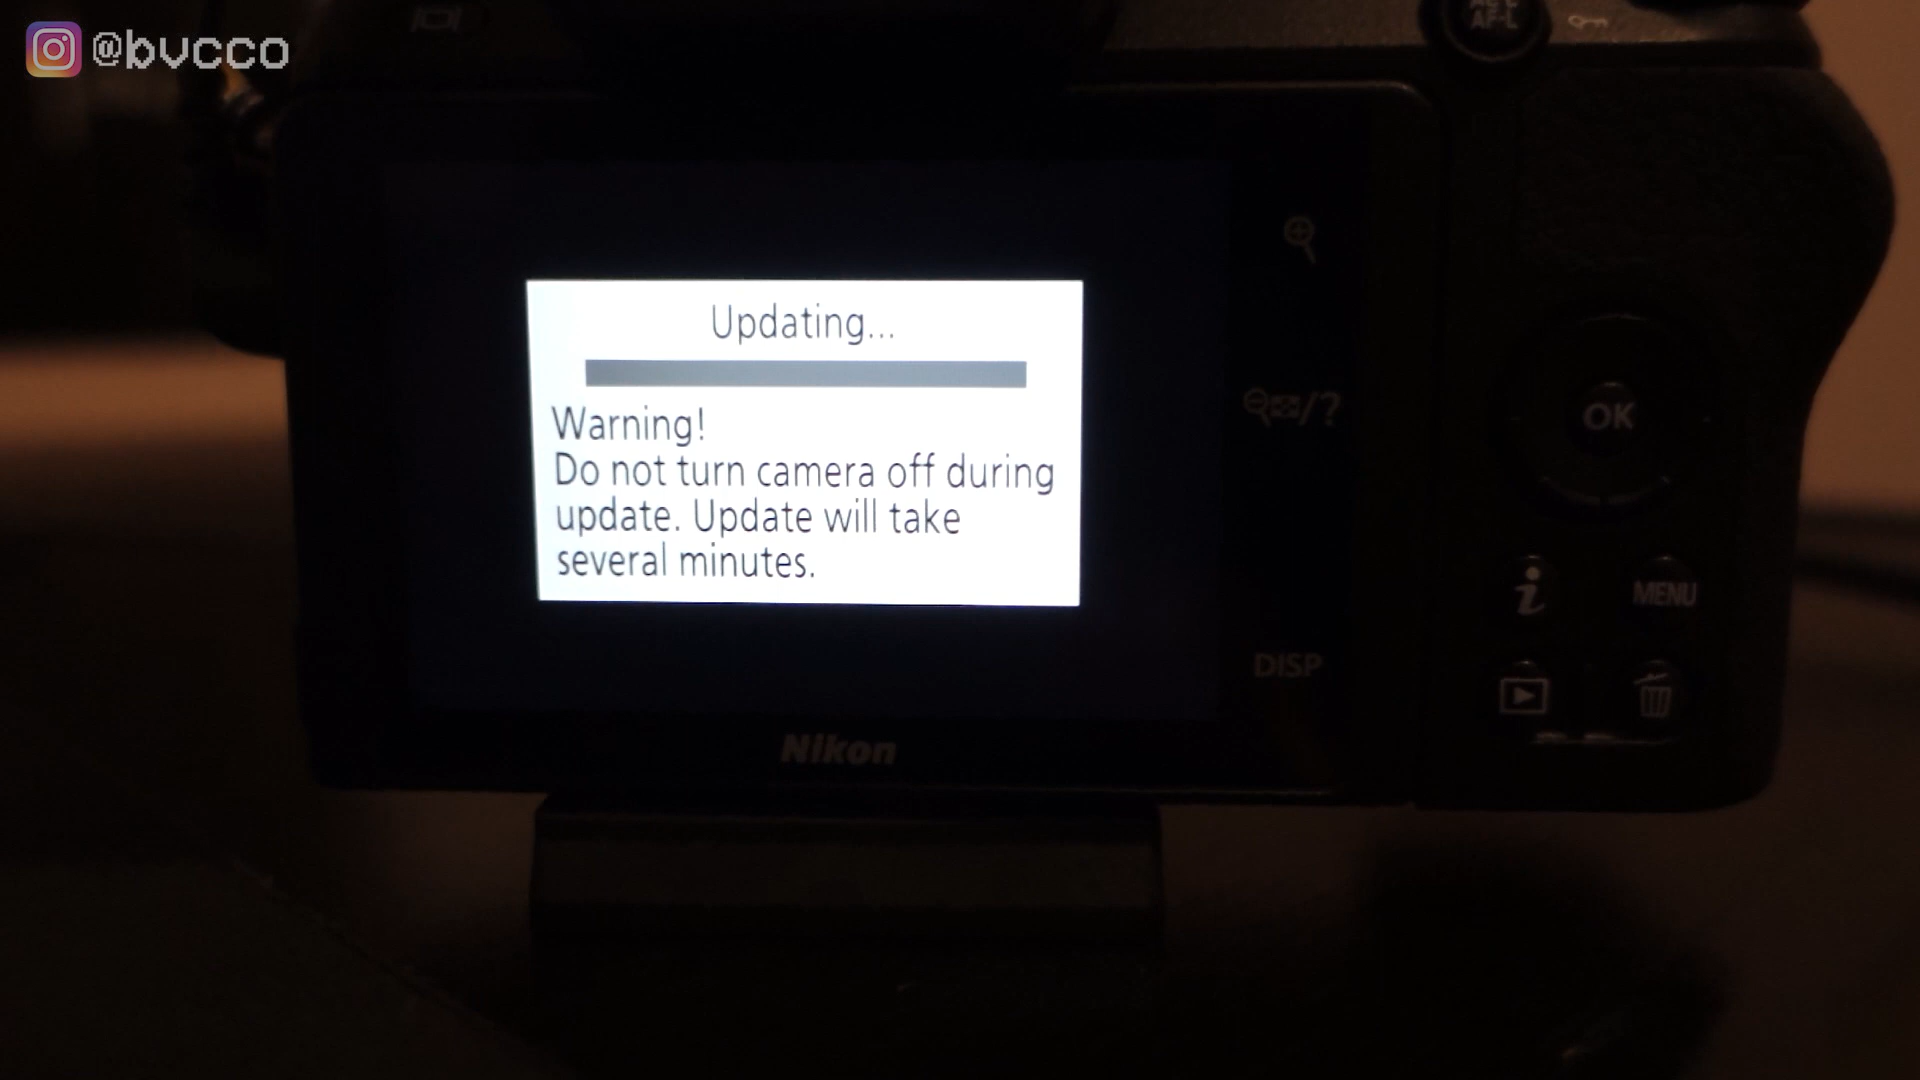 @bvcco
AF-L
Updating...
Warning!
Do not turn camera off during
update. Update will take
several minutes.
/?
OK
i
MENU
DISP
Nikon